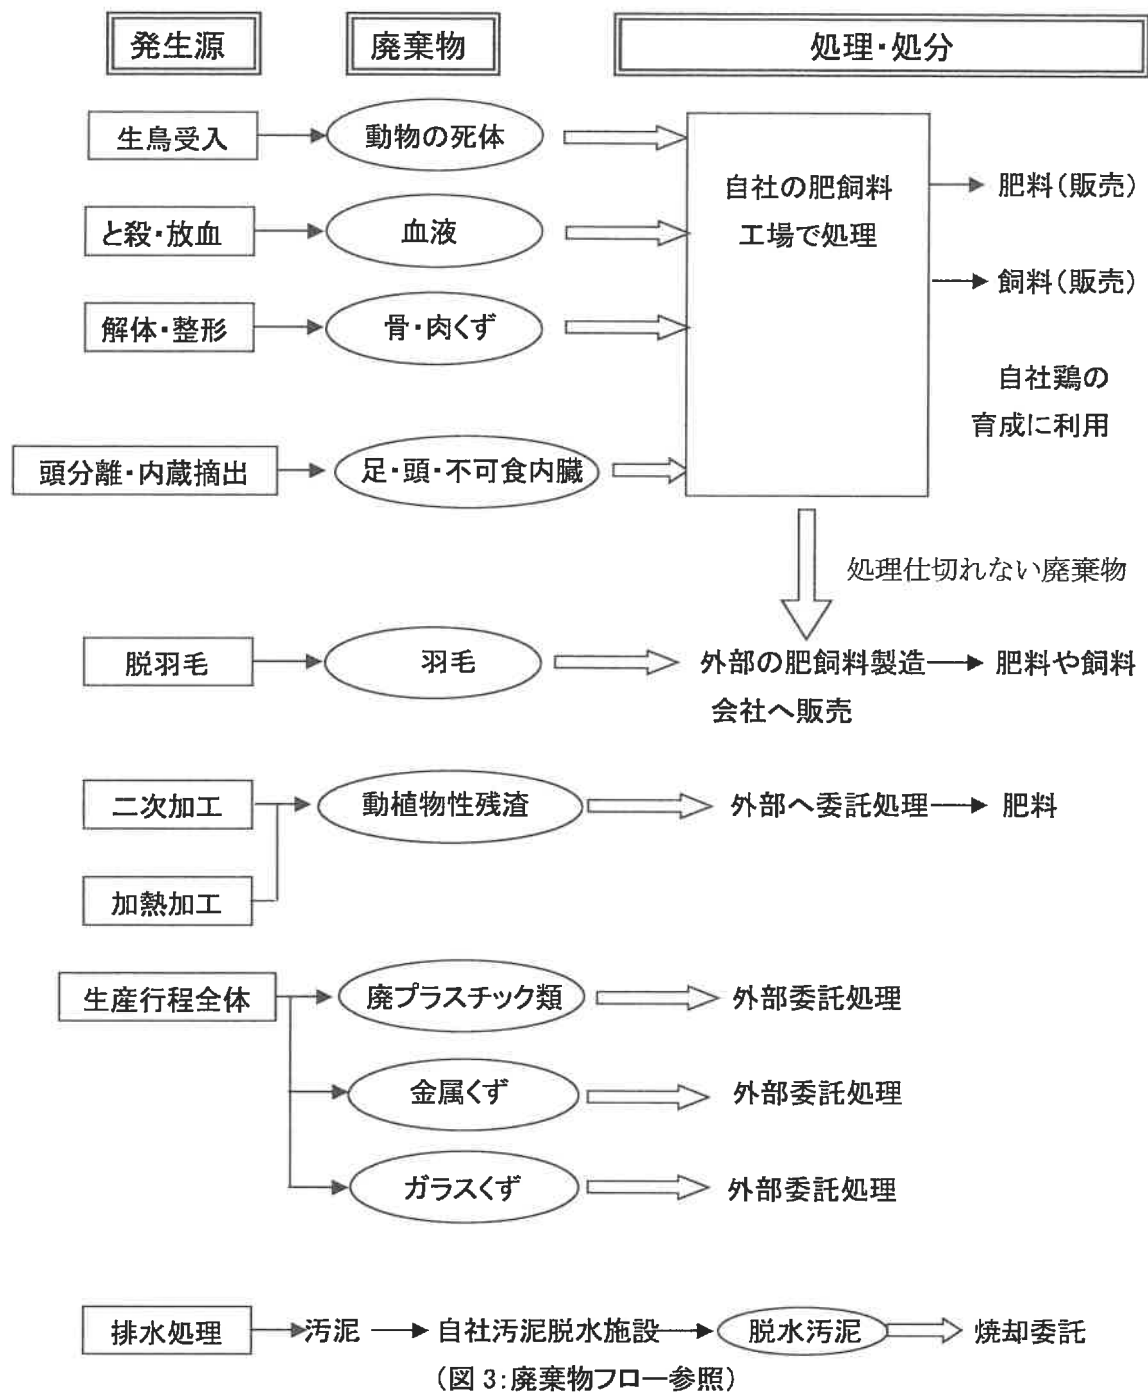 発生源 廃棄物 処理・処分
生鳥受入 動物の死体
自社の肥飼料 肥料(販売)
と殺・放血 血液 工場で処理
飼料(販売)
解体・整形 骨・肉くず
自社鶏の
育成に利用
頭分離・内蔵摘出 足・頭・不可食内臓
処理仕切れない廃棄物
脱羽毛 羽毛 外部の肥飼料製造 肥料や飼料
会社へ販売
二次加工 動植物性残渣 外部へ委託処理 肥料
加熱加工
生産行程全体 廃プラスチック類 外部委託処理
金属くず 外部委託処理
ガラスくず 外部委託処理
排水処理 汚泥 自社汚泥脱水施設 脱水汚泥 焼却委託
(図3:廃棄物フロー参照)